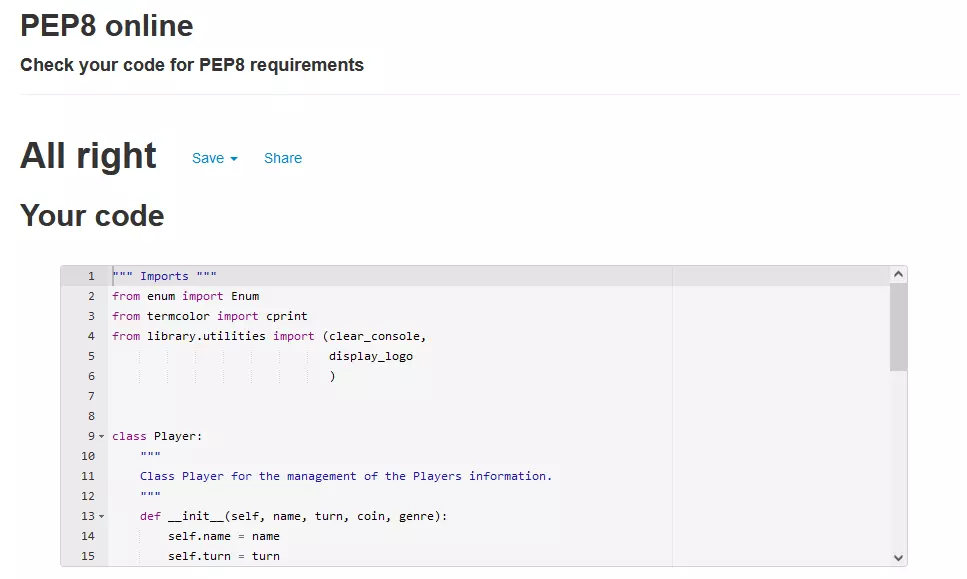 PEP8 online
Check your code for PEP8 requirements
All right Save Share
Your code
1 """ Imports """
2 from enum import Enum
3 from termcolor import cprint
4 from library.utilities import (clear_console,
5                                display_logo
6                                )
7
8
9 class Player:
10     """
11     Class Player for the management of the Players information.
12     """
13     def __init__(self, name, turn, coin, genre):
14         self.name = name
15         self.turn = turn